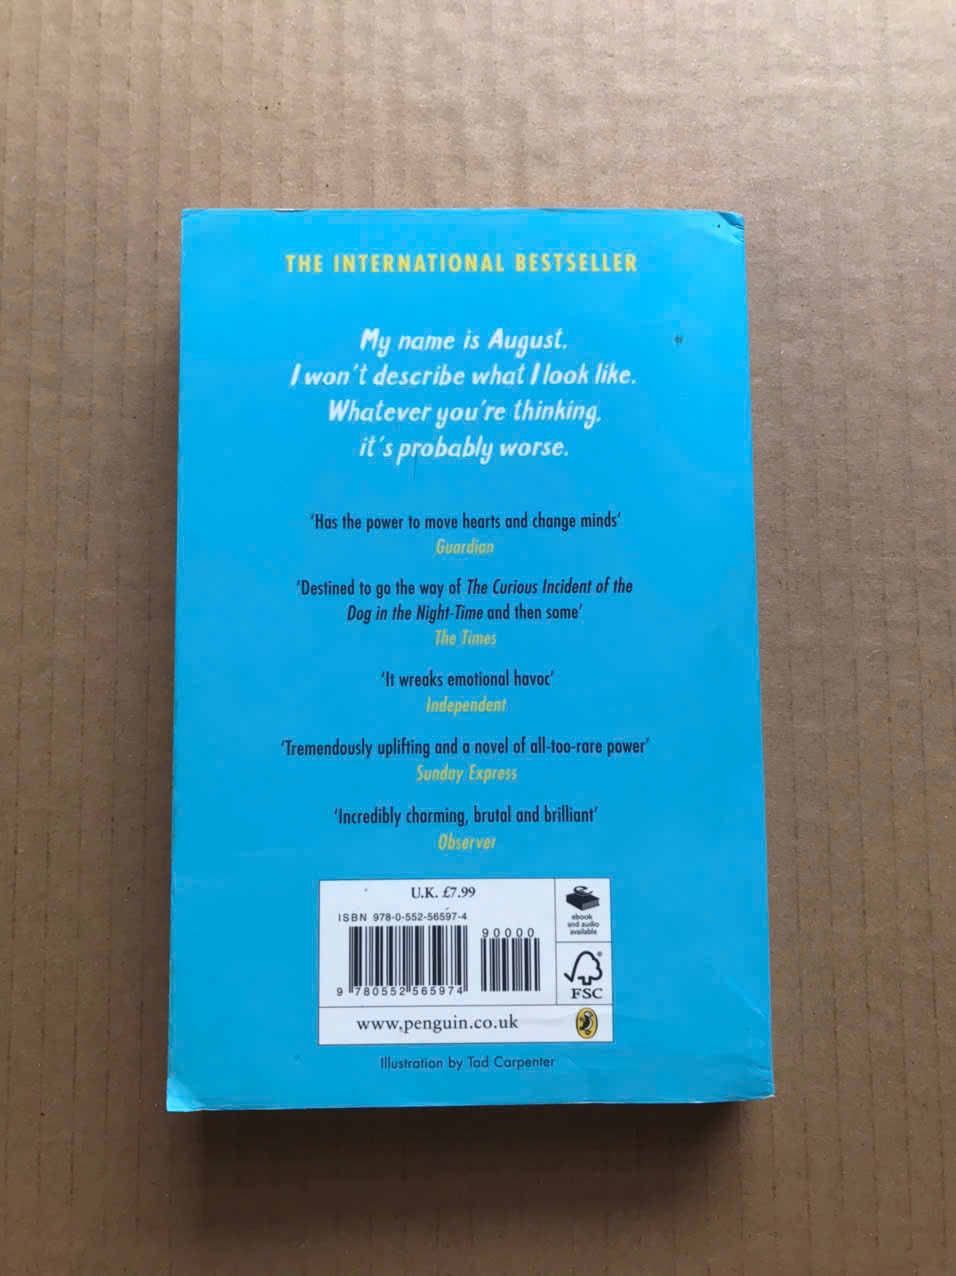 THE INTERNATIONAL BESTSELLER
My name is August.
I won't describe what I look like.
Whatever you're thinking,
it's probably worse.
'Has the power to move hearts and change minds'
Guardian
'Destined to go the way of The Curious Incident of the
Dog in the Night-Time and then some'
The Times
'It wreaks emotional havoc'
Independent
'Tremendously uplifting and a novel of all-too-rare power'
Sunday Express
'Incredibly charming, brutal and brilliant'
Observer
U.K. £7.99
ISBN 978-0-552-56597-4
90000
9 780552 565974
ebook
and audio
available
FSC
www.penguin.co.uk
Illustration by Tad Carpenter